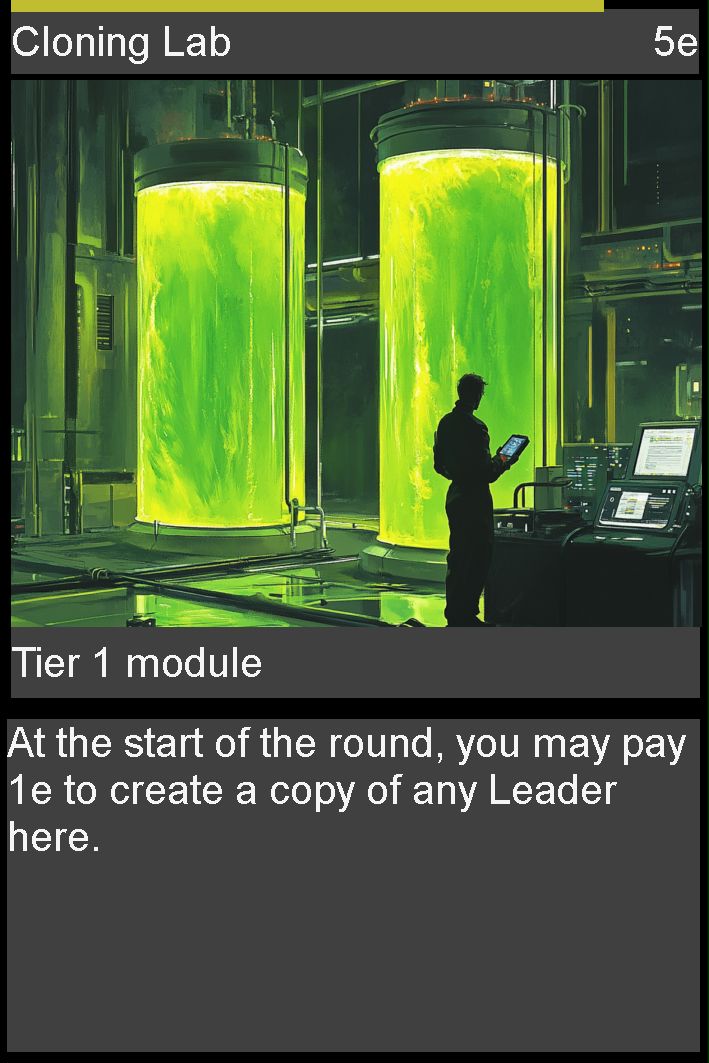 Cloning Lab 5e
Tier 1 module
At the start of the round, you may pay
1e to create a copy of any Leader
here.